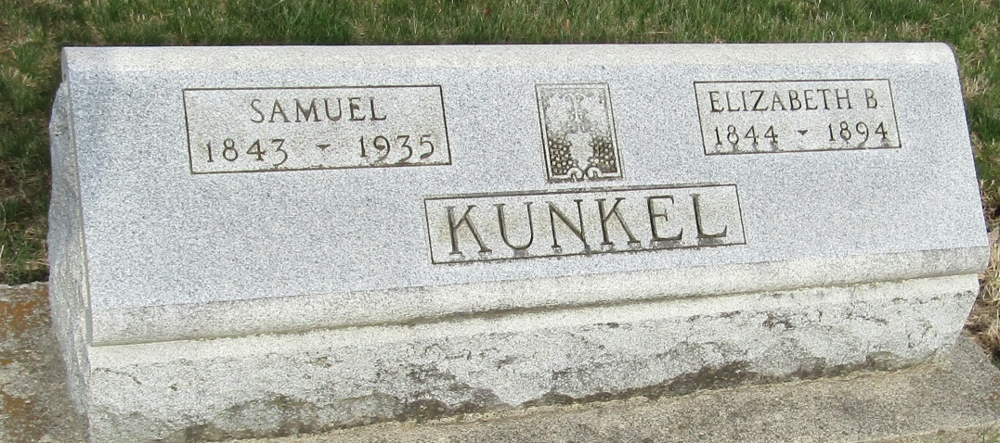 SAMUEL
1843 - 1935
ELIZABETH B.
1844 - 1894
KUNKEL